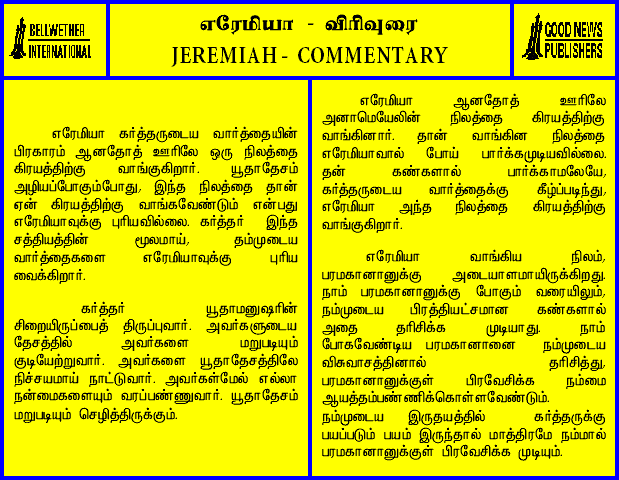 BELLWETHER
INTERNATIONAL
எரேமியா - விரிவுரை
JEREMIAH - COMMENTARY
GOOD NEWS
PUBLISHERS
எரேமியா கர்த்தருடைய வார்த்தையின்
பிரகாரம் ஆனதோத் ஊரிலே ஒரு நிலத்தை
கிரயத்திற்கு வாங்குகிறார். யூதாதேசம்
அழியப்போகும்போது, இந்த நிலத்தை தான்
ஏன் கிரயத்திற்கு வாங்கவேண்டும் என்பது
எரேமியாவுக்கு புரியவில்லை. கர்த்தர் இந்த
சத்தியத்தின் மூலமாய், தம்முடைய
வார்த்தைகளை எரேமியாவுக்கு புரிய
வைக்கிறார்.
கர்த்தர் யூதாமனுஷரின்
சிறையிருப்பைத் திருப்புவார். அவர்களுடைய
தேசத்தில் அவர்களை மறுபடியும்
குடியேற்றுவார். அவர்களை யூதாதேசத்திலே
நிச்சயமாய் நாட்டுவார். அவர்கள்மேல் எல்லா
நன்மைகளையும் வரப்பண்ணுவார். யூதாதேசம்
மறுபடியும் செழித்திருக்கும்.
எரேமியா ஆனதோத் ஊரிலே
அனாமெயேலின் நிலத்தை கிரயத்திற்கு
வாங்கினார். தான் வாங்கின நிலத்தை
எரேமியாவால் போய் பார்க்கமுடியவில்லை.
தன் கண்களால் பார்க்காமலேயே,
கர்த்தருடைய வார்த்தைக்கு கீழ்ப்படிந்து,
எரேமியா அந்த நிலத்தை கிரயத்திற்கு
வாங்குகிறார்.
எரேமியா வாங்கிய நிலம்,
பரமகானானுக்கு அடையாளமாயிருக்கிறது.
நாம் பரமகானானுக்கு போகும் வரையிலும்,
நம்முடைய பிரத்தியட்சமான கண்களால்
அதை தரிசிக்க முடியாது. நாம்
போகவேண்டிய பரமகானானை நம்முடைய
விசுவாசத்தினால் தரிசித்து,
பரமகானானுக்குள் பிரவேசிக்க நம்மை
ஆயத்தம்பண்ணிக்கொள்ளவேண்டும்.
நம்முடைய இருதயத்தில் கர்த்தருக்கு
பயப்படும் பயம் இருந்தால் மாத்திரமே நம்மால்
பரமகானானுக்குள் பிரவேசிக்க முடியும்.